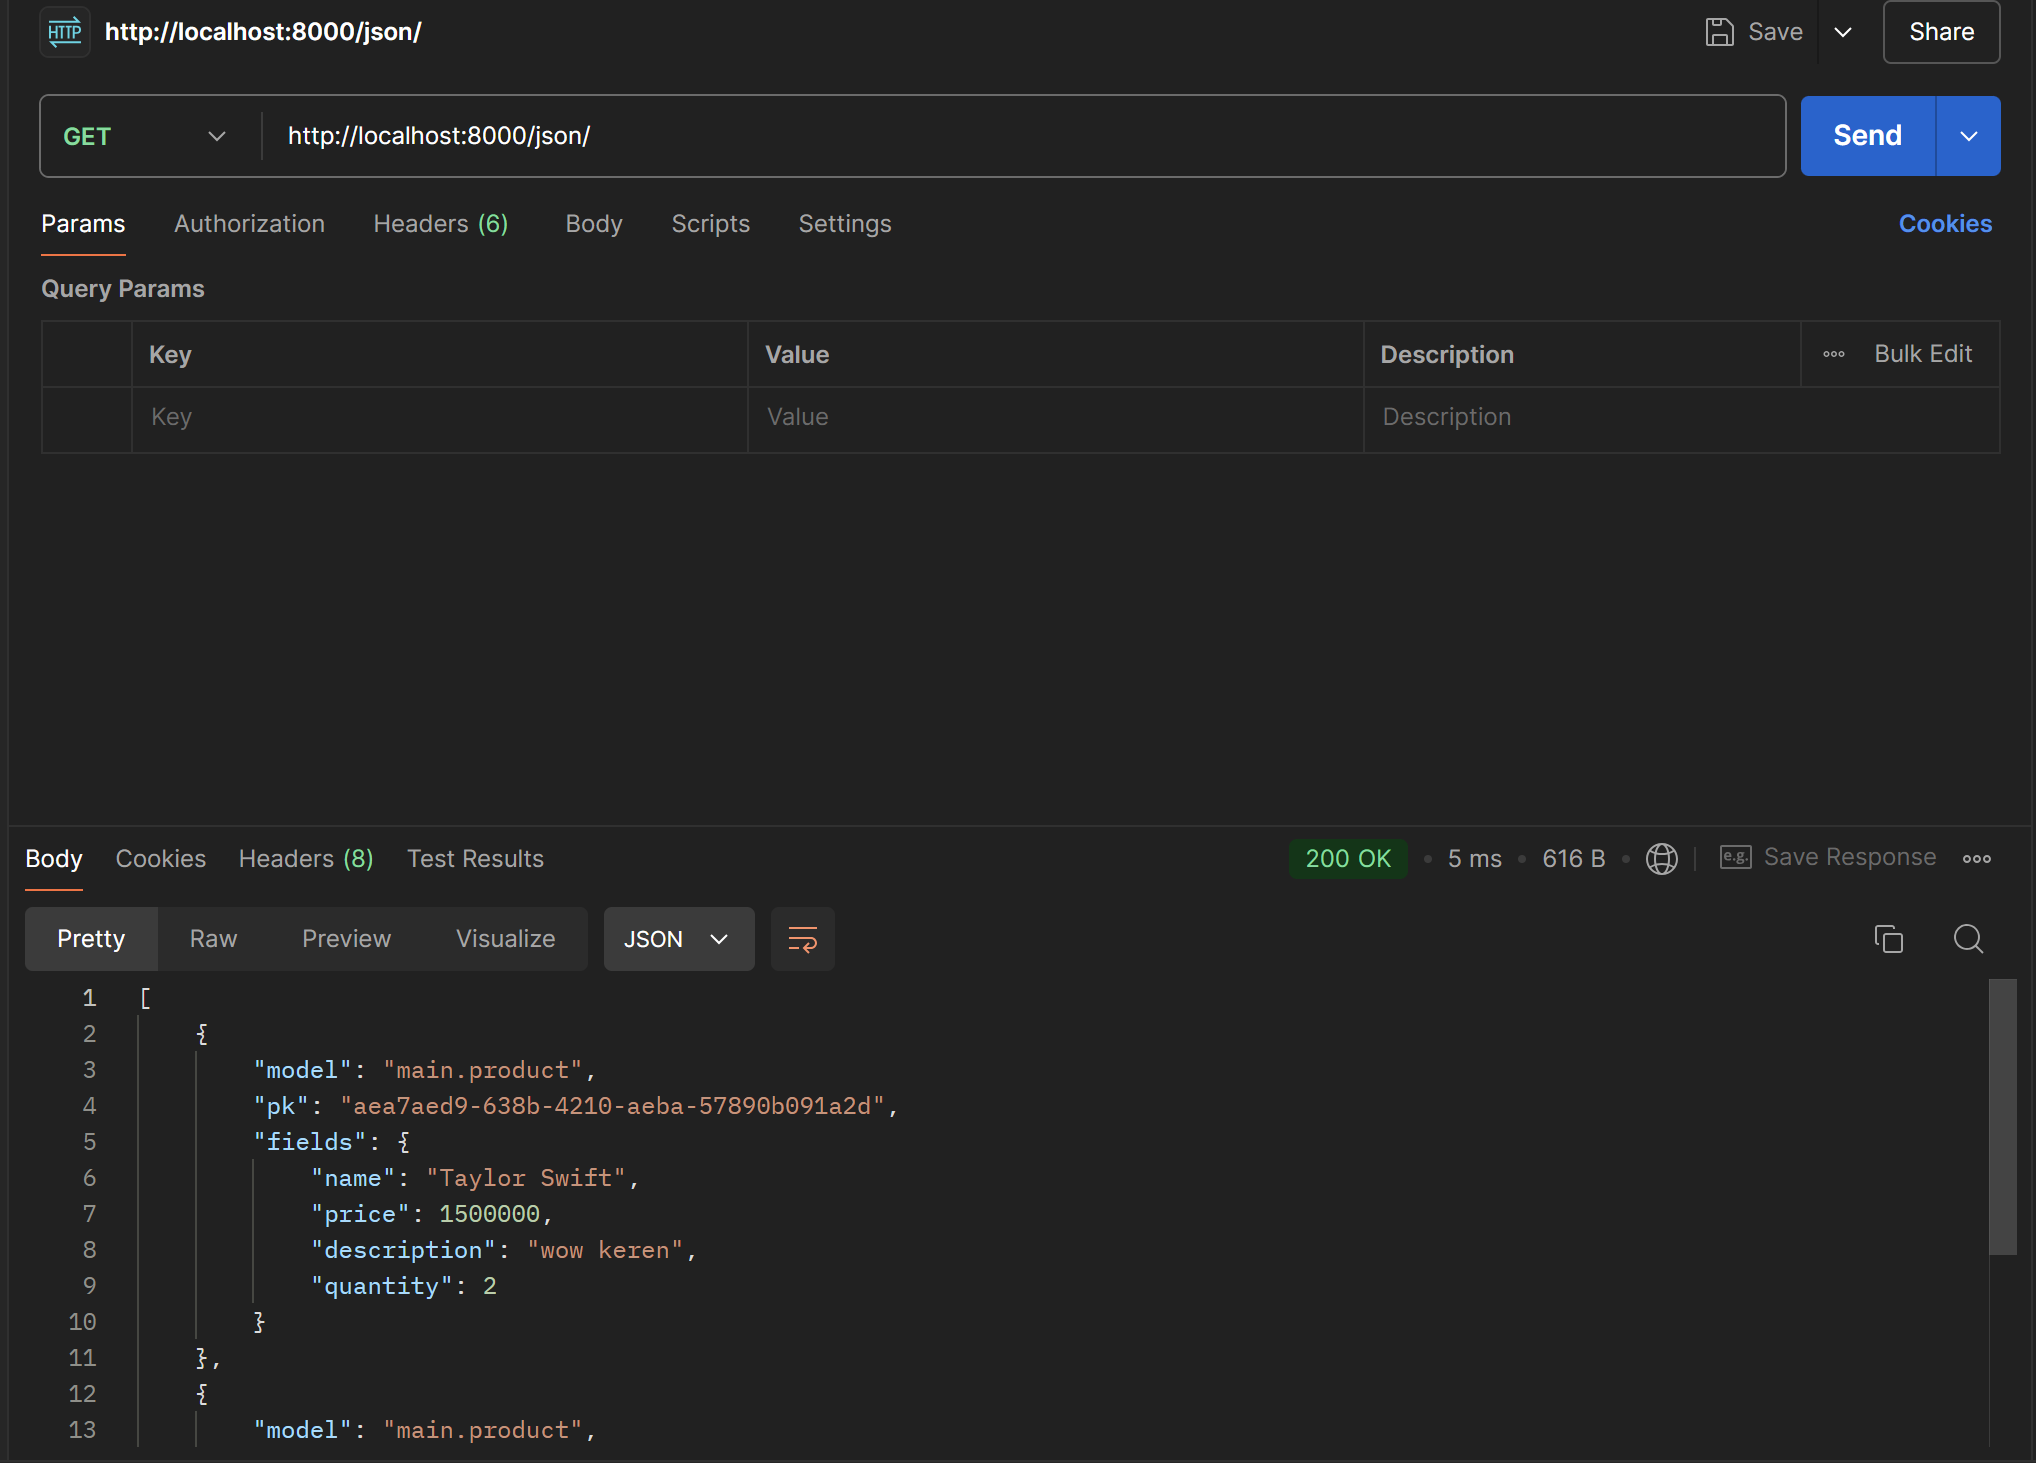 HTTP http://localhost:8000/json/ Save Share
GET http://localhost:8000/json/ Send
Params Authorization Headers (6) Body Scripts Settings Cookies
Query Params
Key Value Description Bulk Edit
Key Value Description
Body Cookies Headers (8) Test Results 200 OK • 5 ms • 616 B • e.g. Save Response
Pretty Raw Preview Visualize JSON
1 [
2 {
3 "model": "main.product",
4 "pk": "aea7aed9-638b-4210-aeba-57890b091a2d",
5 "fields": {
6 "name": "Taylor Swift",
7 "price": 1500000,
8 "description": "wow keren",
9 "quantity": 2
10 }
11 },
12 {
13 "model": "main.product",